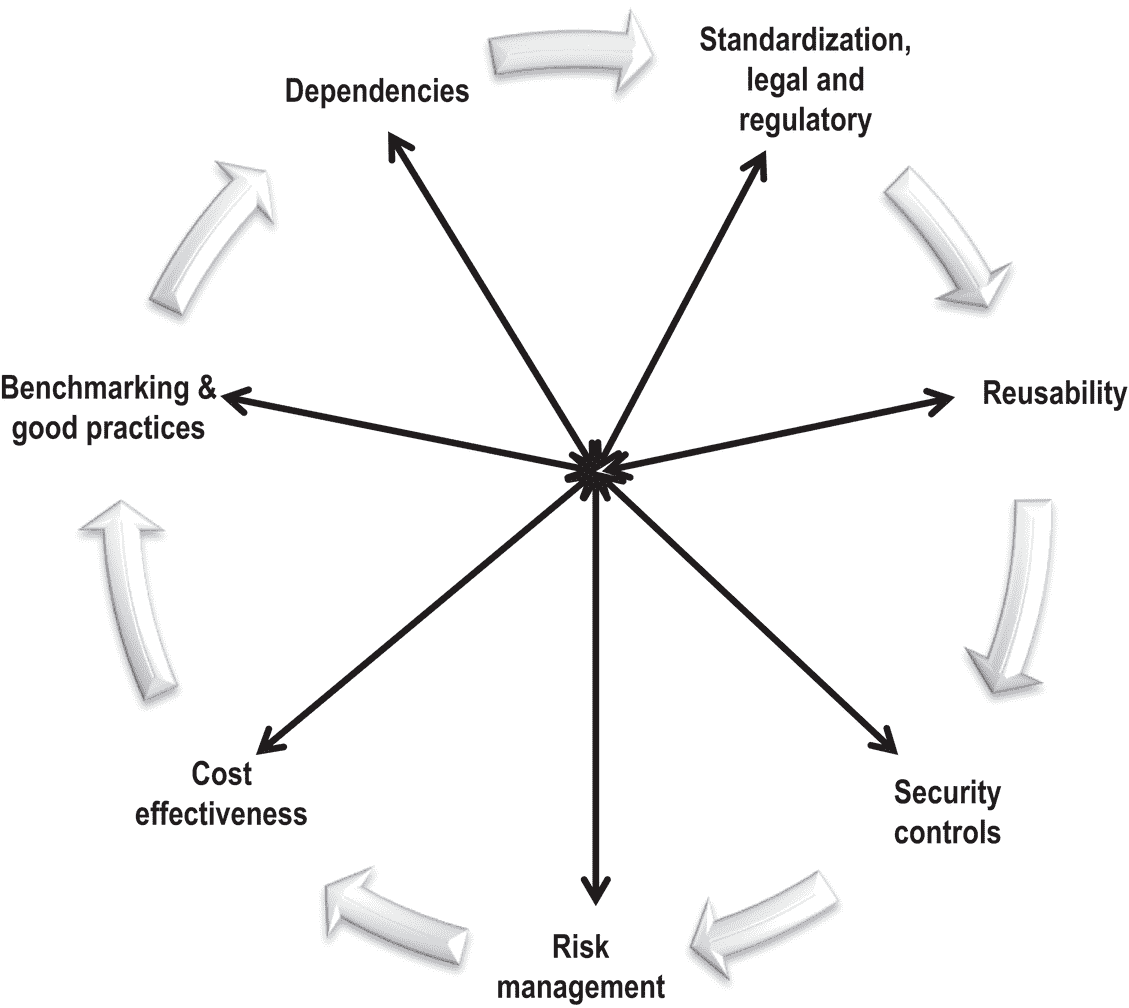 Dependencies
Standardization,
legal and
regulatory
Benchmarking &
good practices
Reusability
Cost
effectiveness
Security
controls
Risk
management